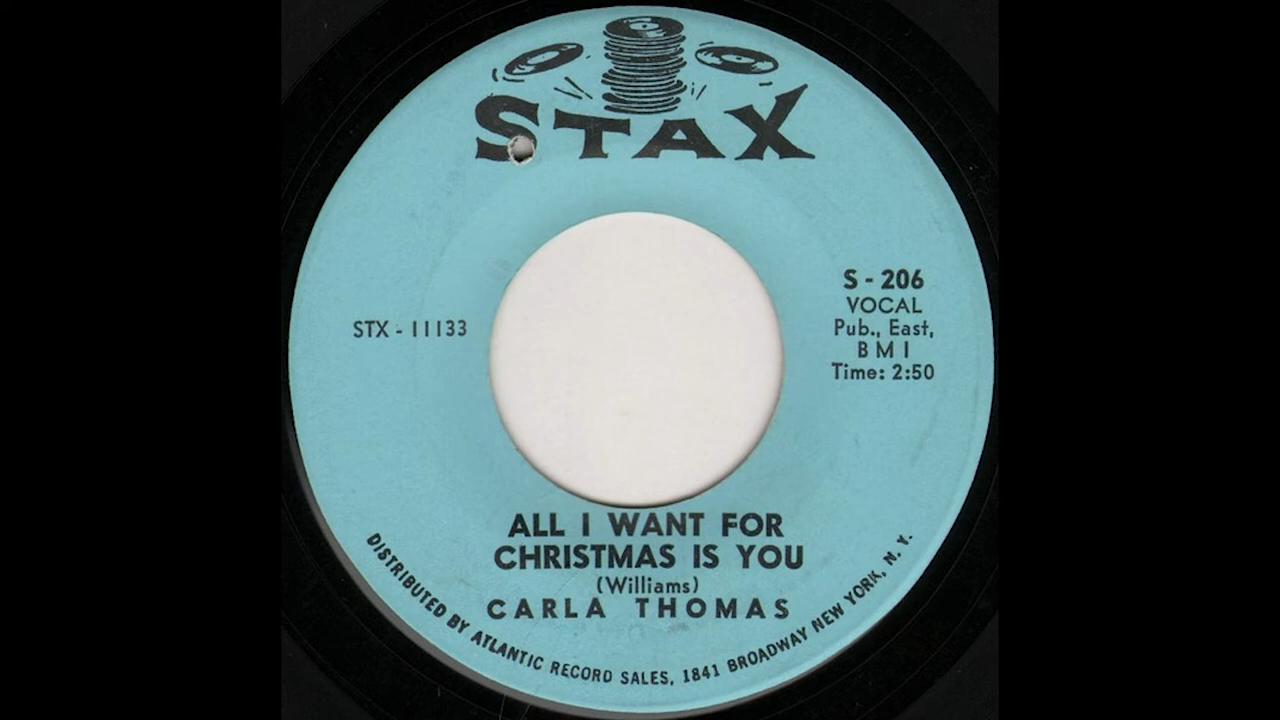 STAX
STX - 11133
S - 206
VOCAL
Pub., East,
B M I
Time: 2:50
ALL I WANT FOR
CHRISTMAS IS YOU
(Williams)
CARLA THOMAS
DISTRIBUTED BY ATLANTIC RECORD SALES, 1841 BROADWAY NEW YORK, N. Y.